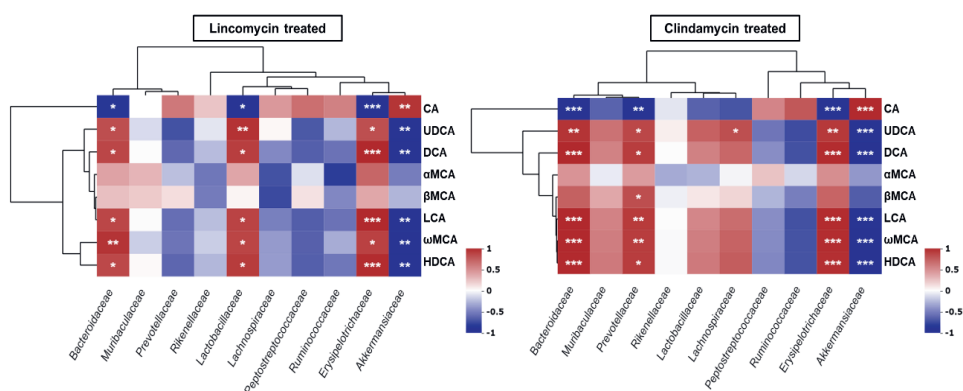 Lincomycin treated
* * *** ** CA
* ** * ** UDCA
* * *** ** DCA
αMCA
βMCA
* * *** ** LCA
** * * ** ωMCA
* * *** ** HDCA
1
0.5
0
-0.5
-1
Bacteroidaceae
Muribaculaceae
Prevotellaceae
Rikenellaceae
Lactobacillaceae
Lachnospiraceae
Peptostreptococcaceae
Ruminococcaceae
Erysipelotrichaceae
Akkermansiaceae
Clindamycin treated
*** ** *** *** CA
** * * ** *** UDCA
*** * *** *** DCA
αMCA
* βMCA
*** ** *** *** LCA
*** ** *** *** ωMCA
*** * *** *** HDCA
1
0.5
0
-0.5
-1
Bacteroidaceae
Muribaculaceae
Prevotellaceae
Rikenellaceae
Lactobacillaceae
Lachnospiraceae
Peptostreptococcaceae
Ruminococcaceae
Erysipelotrichaceae
Akkermansiaceae